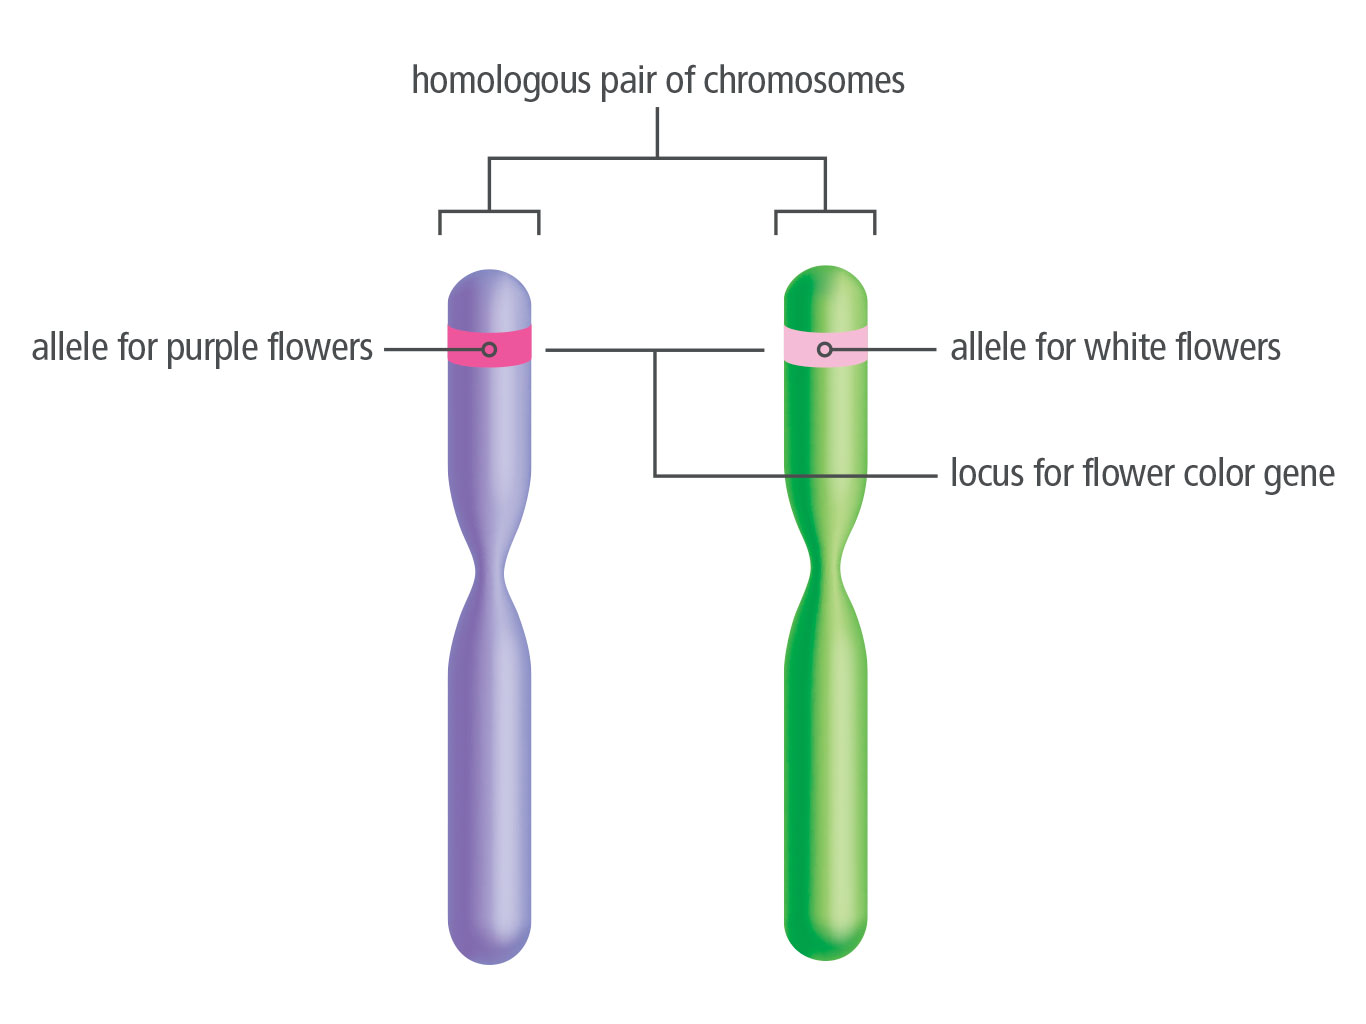 homologous pair of chromosomes
allele for purple flowers
allele for white flowers
locus for flower color gene